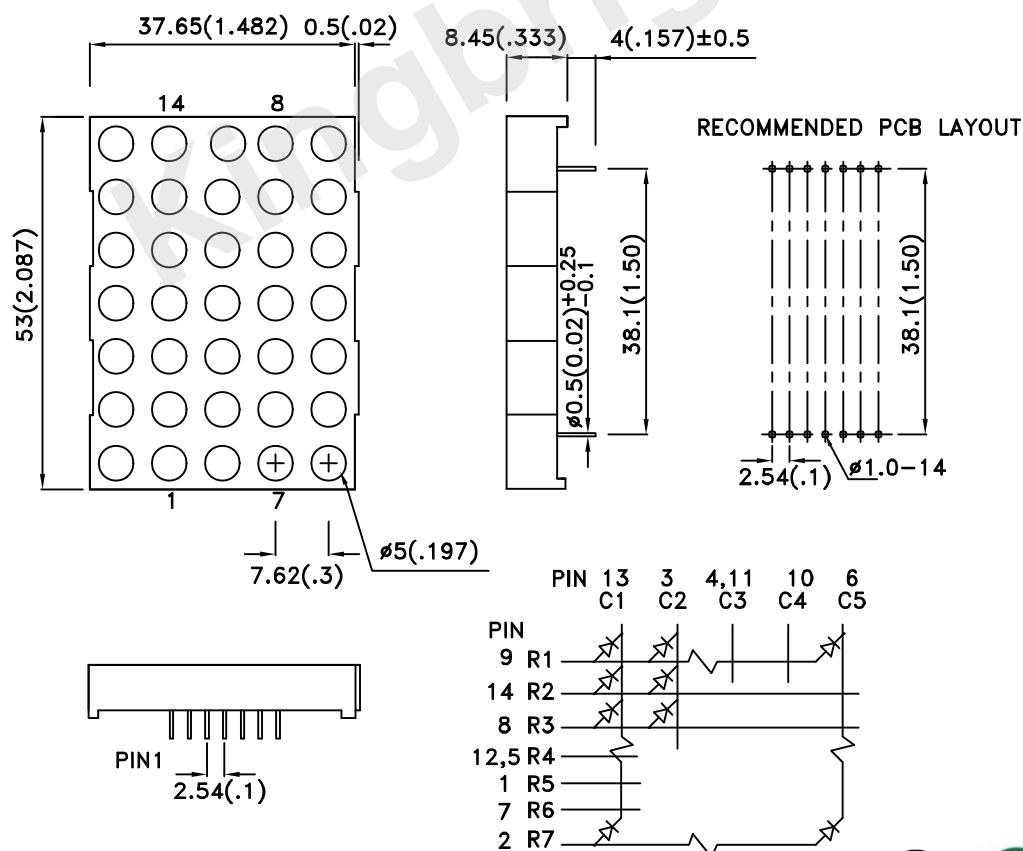 37.65(1.482) 0.5(.02)
8.45(.333) 4(.157)±0.5
14 8
RECOMMENDED PCB LAYOUT
53(2.087)
ø0.5(0.02)+0.25 -0.1
38.1(1.50)
38.1(1.50)
2.54(.1) ø1.0-14
1 7
ø5(.197)
7.62(.3)
PIN 13 3 4,11 10 6
C1 C2 C3 C4 C5
PIN
9 R1
14 R2
8 R3
12,5 R4
1 R5
7 R6
2 R7
PIN1
2.54(.1)